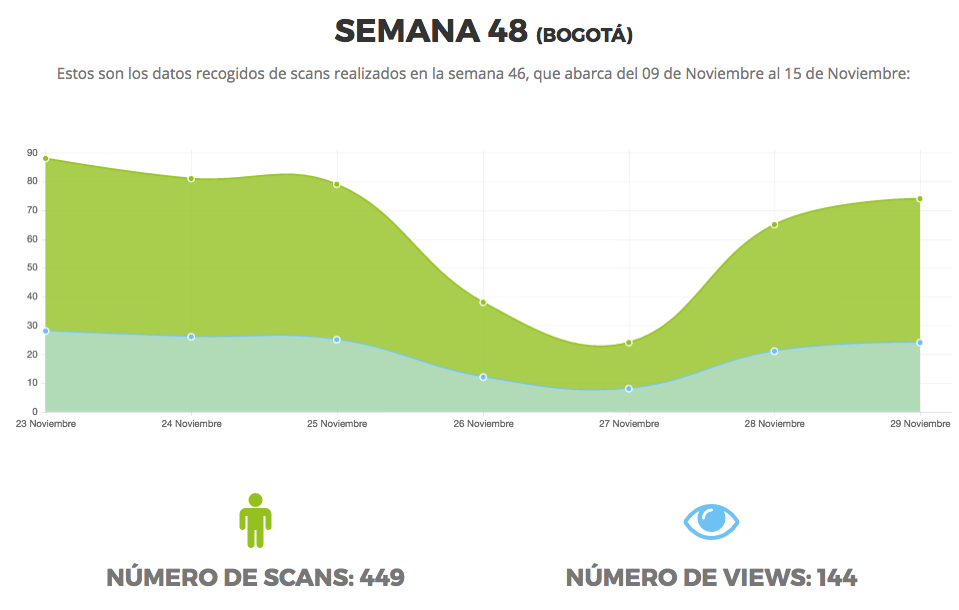 SEMANA 48 (BOGOTÁ)
Estos son los datos recogidos de scans realizados en la semana 46, que abarca del 09 de Noviembre al 15 de Noviembre:
90
80
70
60
50
40
30
20
10
0
23 Noviembre 24 Noviembre 25 Noviembre 26 Noviembre 27 Noviembre 28 Noviembre 29 Noviembre
NÚMERO DE SCANS: 449 NÚMERO DE VIEWS: 144